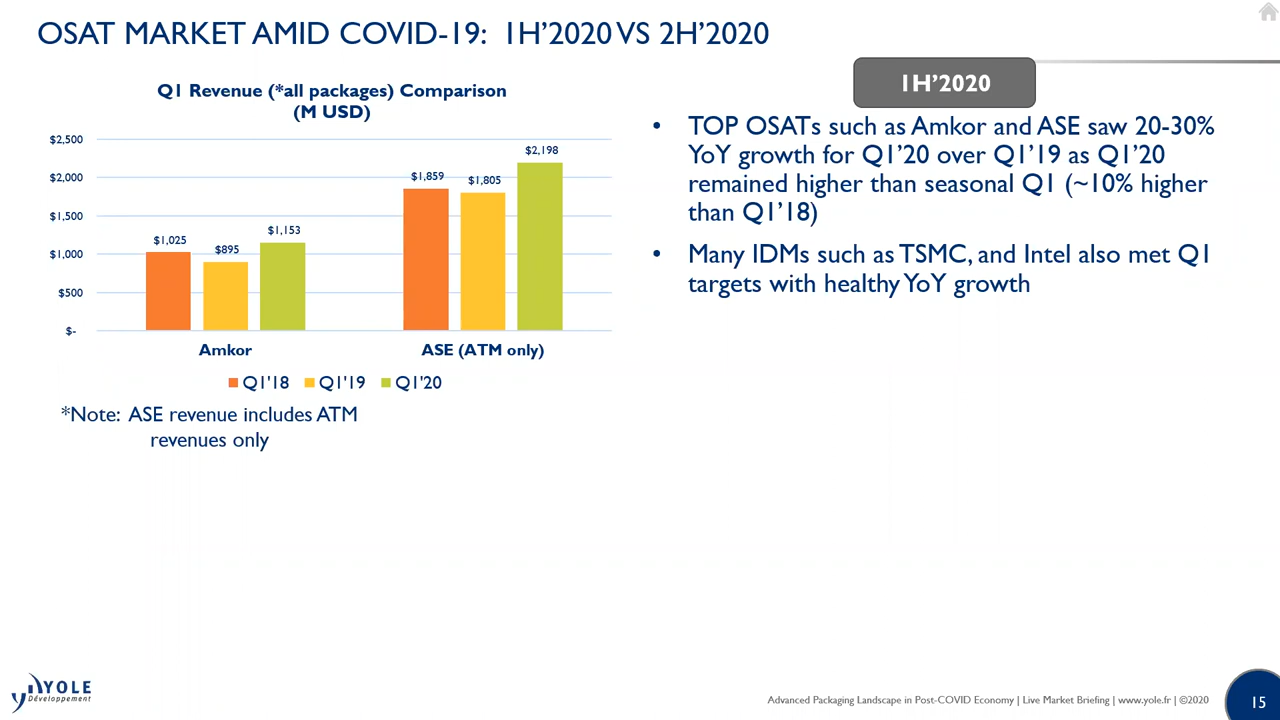 OSAT MARKET AMID COVID-19:  1H’2020 VS 2H’2020
Q1 Revenue (*all packages) Comparison
(M USD)
$2,500
$2,000
$1,500
$1,000
$500
$-
$1,025
$895
$1,153
$1,859
$1,805
$2,198
Amkor
ASE (ATM only)
Q1'18 Q1'19 Q1'20
*Note: ASE revenue includes ATM
revenues only
1H’2020
• TOP OSATs such as Amkor and ASE saw 20-30%
YoY growth for Q1’20 over Q1’19 as Q1’20
remained higher than seasonal Q1 (~10% higher
than Q1’18)
• Many IDMs such as TSMC, and Intel also met Q1
targets with healthy YoY growth
YOLE
Développement
Advanced Packaging Landscape in Post-COVID Economy | Live Market Briefing | www.yole.fr | ©2020
15